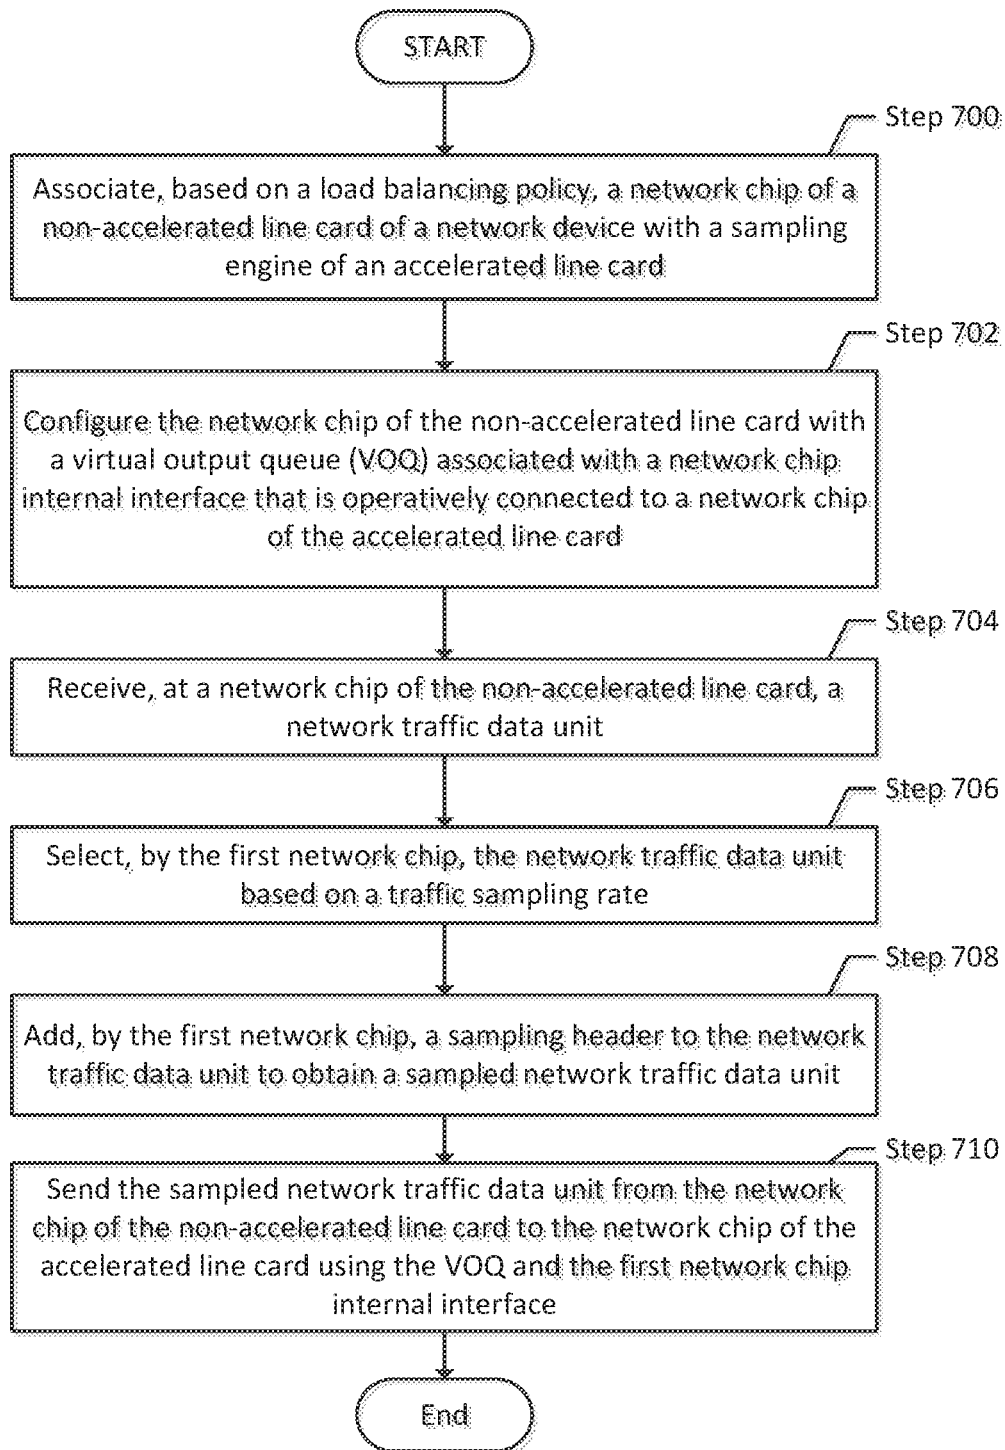 START
Step 700
Associate, based on a load balancing policy, a network chip of a
non-accelerated line card of a network device with a sampling
engine of an accelerated line card
Step 702
Configure the network chip of the non-accelerated line card with
a virtual output queue (VOQ) associated with a network chip
internal interface that is operatively connected to a network chip
of the accelerated line card
Step 704
Receive, at a network chip of the non-accelerated line card, a
network traffic data unit
Step 706
Select, by the first network chip, the network traffic data unit
based on a traffic sampling rate
Step 708
Add, by the first network chip, a sampling header to the network
traffic data unit to obtain a sampled network traffic data unit
Step 710
Send the sampled network traffic data unit from the network
chip of the non-accelerated line card to the network chip of the
accelerated line card using the VOQ and the first network chip
internal interface
End